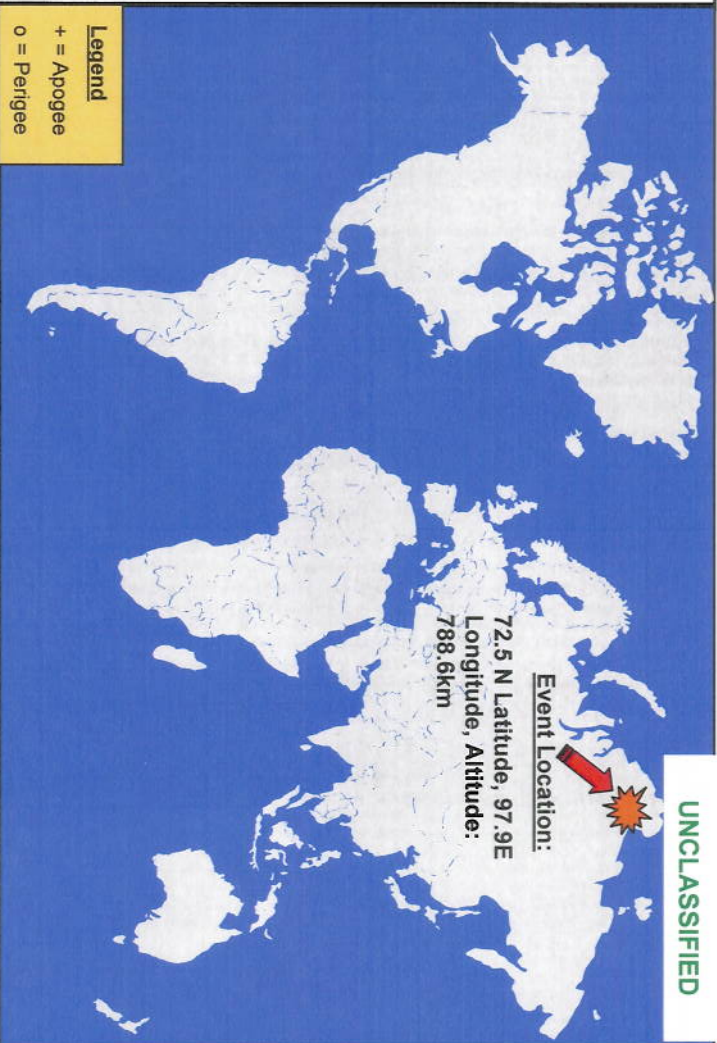 UNCLASSIFIED
Event Location:
72.5 N Latitude, 97.9E
Longitude, Altitude:
788.6km
Legend
+ = Apogee
o = Perigee